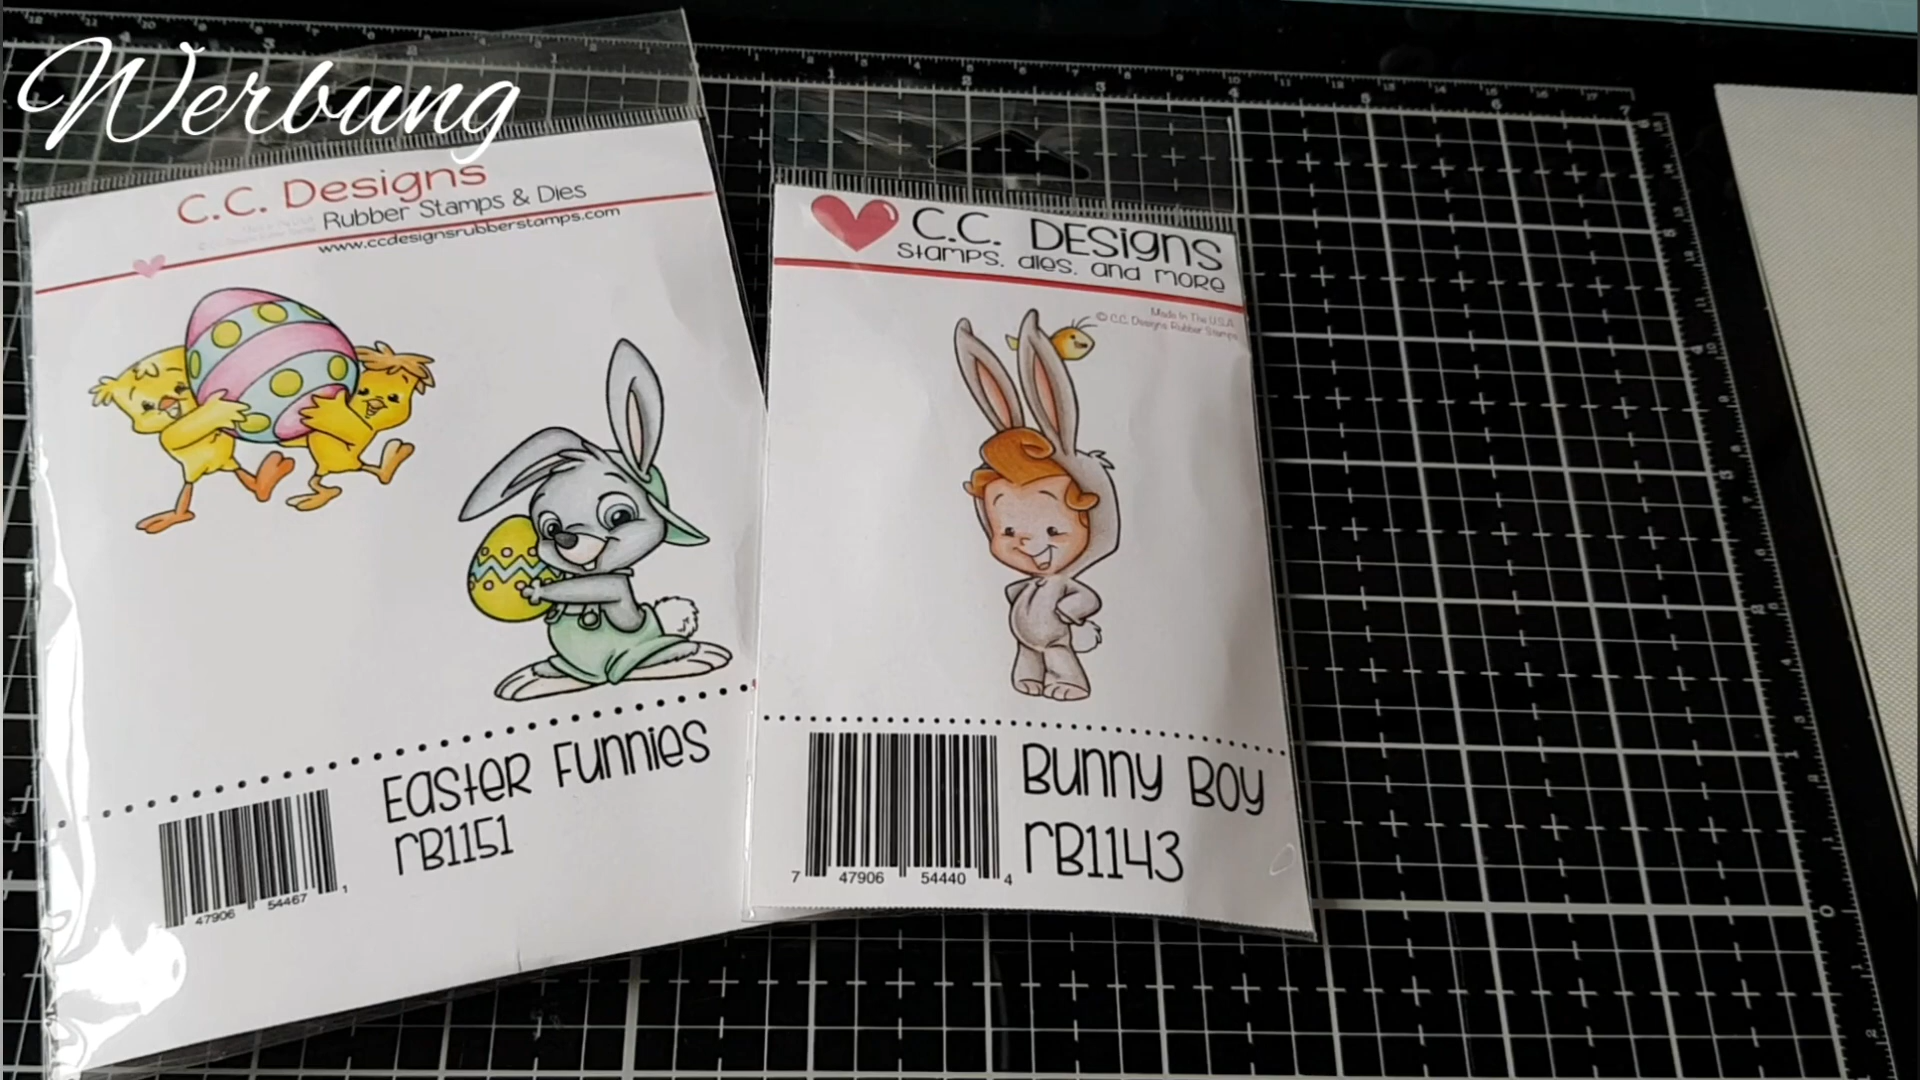 Werbung
C.C. Designs
Rubber Stamps & Dies
www.ccdesignsrubberstamps.com
Easter Funnies
rB1151
47906 54467 1
C.C. Designs
Stamps, dies, and more
Made In The U.S.A
© C.C. Designs Rubber Stamps
Bunny Boy
rB1143
7 47906 54440 4